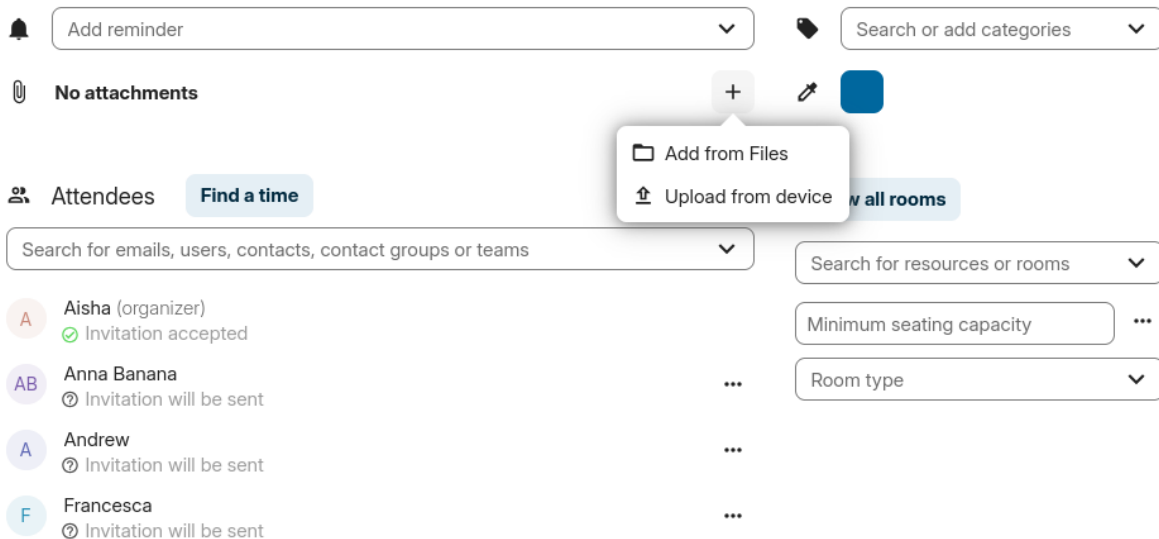 Add reminder
Search or add categories
No attachments
Add from Files
Upload from device
Attendees
Find a time
all rooms
Search for emails, users, contacts, contact groups or teams
Search for resources or rooms
A
Aisha (organizer)
Invitation accepted
Minimum seating capacity
AB
Anna Banana
Invitation will be sent
Room type
A
Andrew
Invitation will be sent
F
Francesca
Invitation will be sent